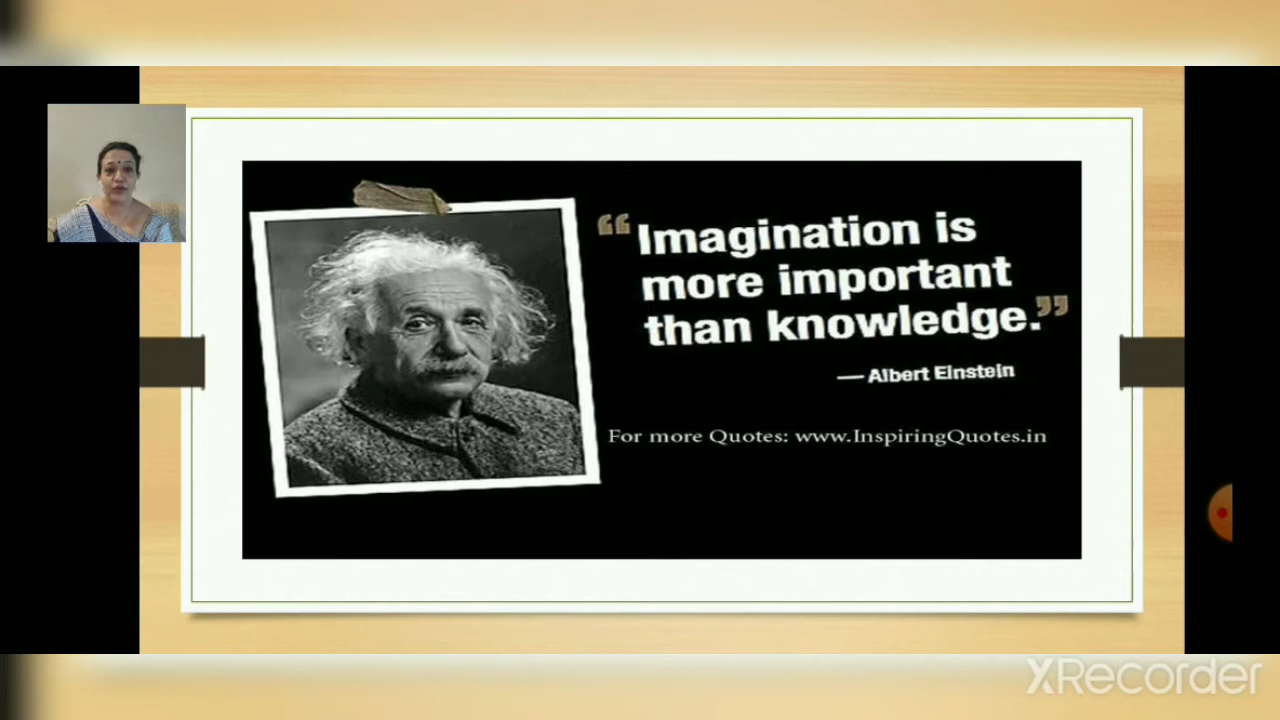 “Imagination is
more important
than knowledge.”
— Albert Einstein
For more Quotes: www.InspiringQuotes.in
XRecorder